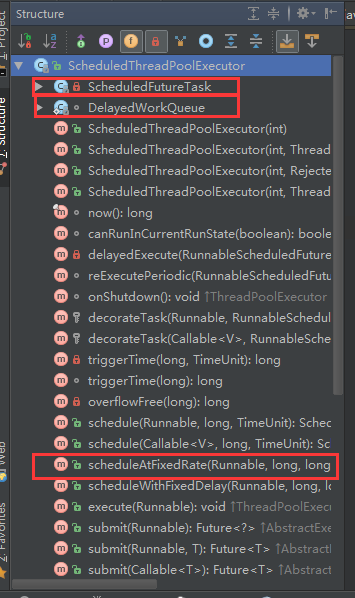 Structure
1: Project
7: Structure
Web
2: Favorites
ScheduledThreadPoolExecutor
ScheduledFutureTask
DelayedWorkQueue
ScheduledThreadPoolExecutor(int)
ScheduledThreadPoolExecutor(int, Thread
ScheduledThreadPoolExecutor(int, Rejecte
ScheduledThreadPoolExecutor(int, Thread
now(): long
canRunInCurrentRunState(boolean): boole
delayedExecute(RunnableScheduledFuture
reExecutePeriodic(RunnableScheduledFutu
onShutdown(): void ↑ThreadPoolExecutor
decorateTask(Runnable, RunnableSchedul
decorateTask(Callable<V>, RunnableSche
triggerTime(long, TimeUnit): long
triggerTime(long): long
overflowFree(long): long
schedule(Runnable, long, TimeUnit): Sched
schedule(Callable<V>, long, TimeUnit): Sc
scheduleAtFixedRate(Runnable, long, long
scheduleWithFixedDelay(Runnable, long, lo
execute(Runnable): void ↑ThreadPoolExec
submit(Runnable): Future<?> ↑AbstractExe
submit(Runnable, T): Future<T> ↑Abstract
submit(Callable<T>): Future<T> ↑Abstract